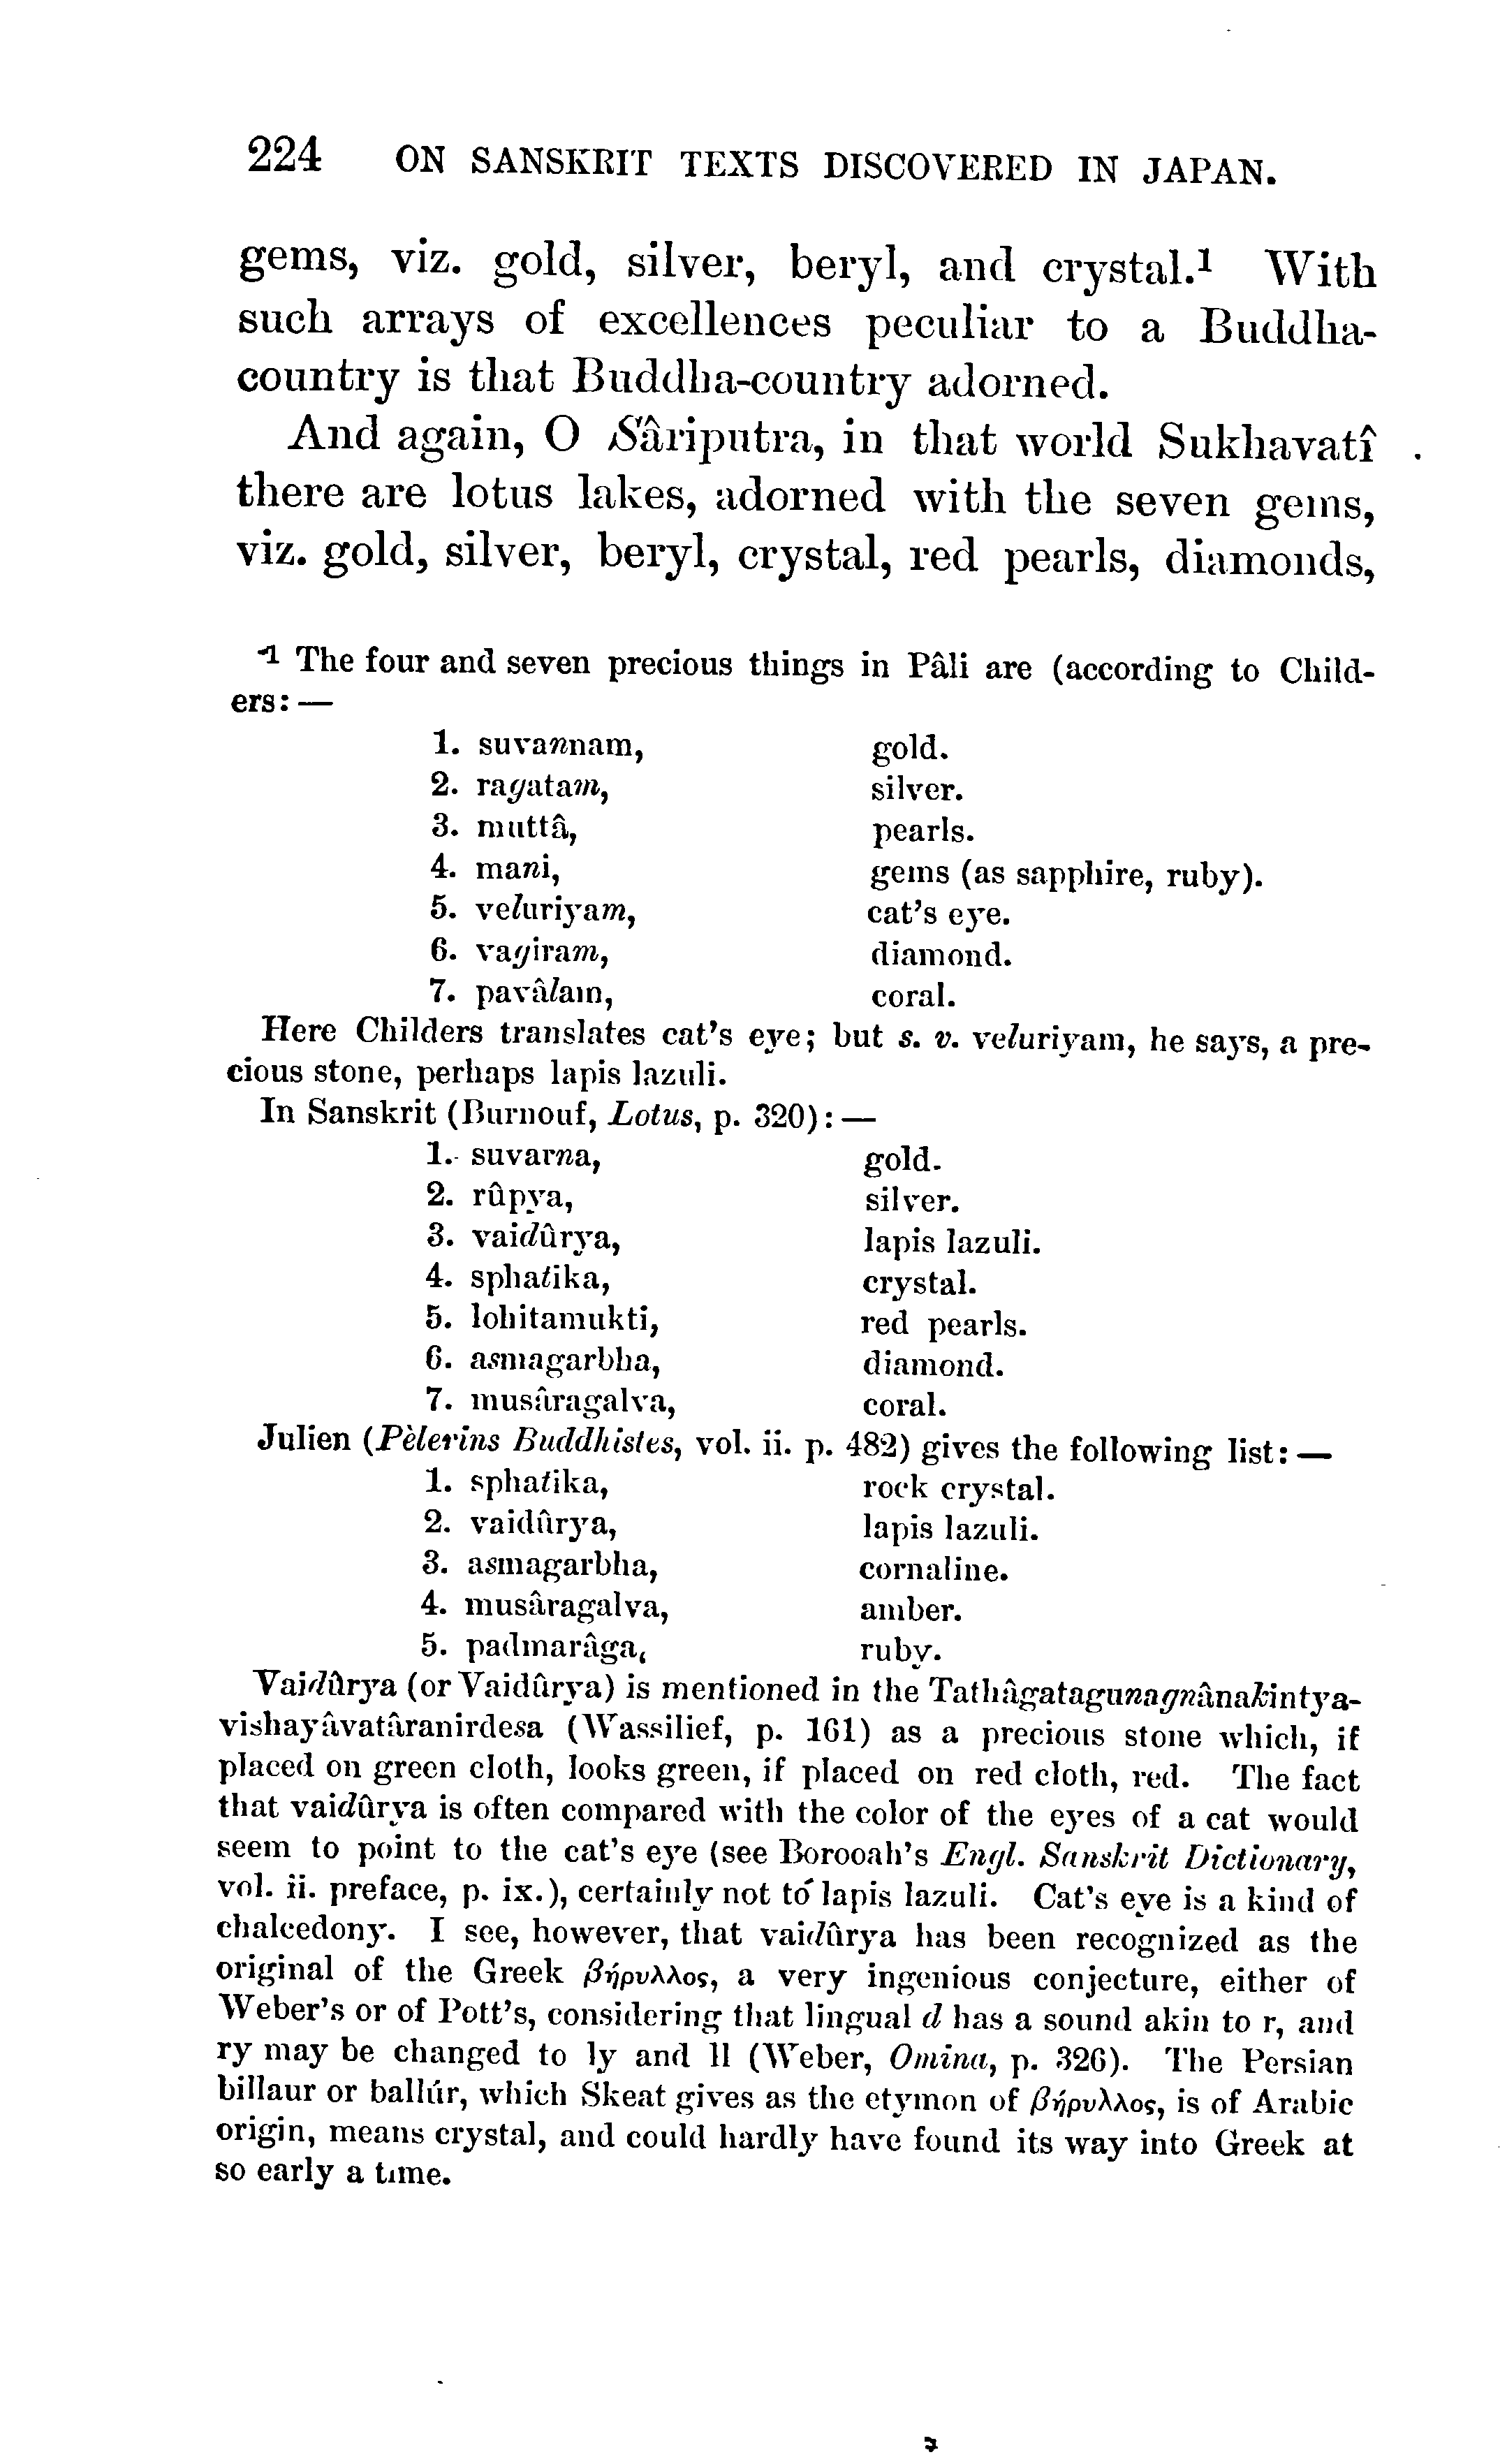 224 ON SANSKRIT TEXTS DISCOVERED IN JAPAN.
gems, viz. gold, silver, beryl, and crystal.¹ With
such arrays of excellences peculiar to a Buddha-
country is that Buddha-country adorned.
And again, O Sâriputra, in that world Sukhavatî
there are lotus lakes, adorned with the seven gems,
viz. gold, silver, beryl, crystal, red pearls, diamonds,
¹ The four and seven precious things in Pâli are (according to Child-
ers: —
1. suvannam, gold.
2. ragatam, silver.
3. muttâ, pearls.
4. mani, gems (as sapphire, ruby).
5. veluriyam, cat's eye.
6. vagiram, diamond.
7. pavâlam, coral.
Here Childers translates cat's eye; but s. v. veluriyam, he says, a pre-
cious stone, perhaps lapis lazuli.
In Sanskrit (Burnouf, Lotus, p. 320): —
1. suvarna, gold.
2. rûpya, silver.
3. vaidûrya, lapis lazuli.
4. sphatika, crystal.
5. lohitamukti, red pearls.
6. asmagarbha, diamond.
7. musâragalva, coral.
Julien (Pèlerins Buddhistes, vol. ii. p. 482) gives the following list: —
1. sphatika, rock crystal.
2. vaidûrya, lapis lazuli.
3. asmagarbha, cornaline.
4. musâragalva, amber.
5. padmarâga, ruby.
Vaidûrya (or Vaidûrya) is mentioned in the Tathâgatagunagnânakintya-
vishayâvatâranirdesa (Wassilief, p. 161) as a precious stone which, if
placed on green cloth, looks green, if placed on red cloth, red. The fact
that vaidûrya is often compared with the color of the eyes of a cat would
seem to point to the cat's eye (see Borooah's Engl. Sanskrit Dictionary,
vol. ii. preface, p. ix.), certainly not to lapis lazuli. Cat's eye is a kind of
chalcedony. I see, however, that vaidûrya has been recognized as the
original of the Greek βήρυλλος, a very ingenious conjecture, either of
Weber's or of Pott's, considering that lingual d has a sound akin to r, and
ry may be changed to ly and ll (Weber, Omina, p. 326). The Persian
billaur or ballúr, which Skeat gives as the etymon of βήρυλλος, is of Arabic
origin, means crystal, and could hardly have found its way into Greek at
so early a time.